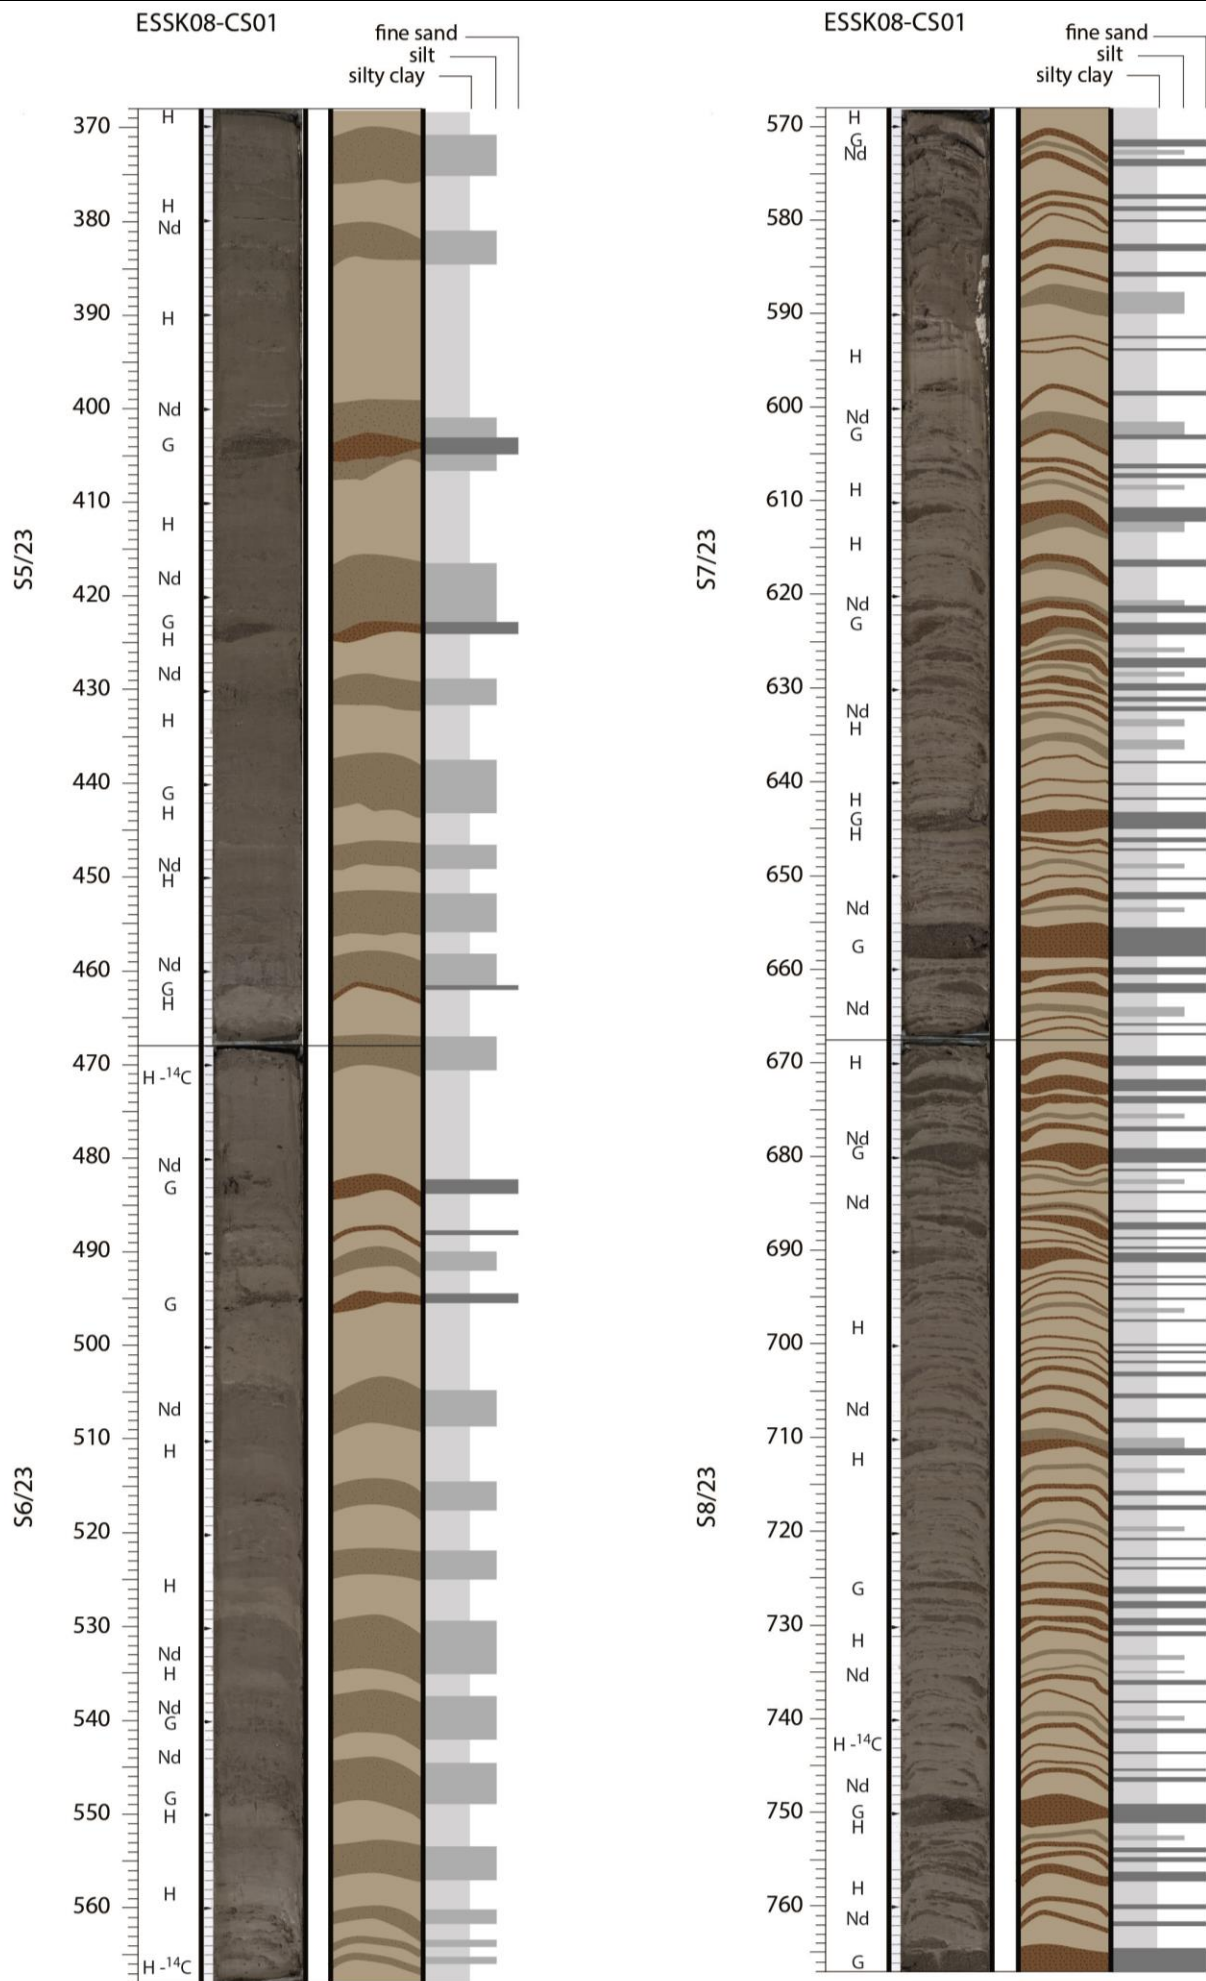 ESSK08-CS01
fine sand
silt
silty clay
S5/23
370
H
H
380
Nd
390
H
400
Nd
G
410
H
Nd
420
G
H
Nd
430
H
440
G
H
Nd
450
H
460
Nd
G
H
S6/23
470
H -¹⁴C
480
Nd
G
490
G
500
Nd
510
H
520
H
530
Nd
H
Nd
540
G
Nd
G
550
H
H
560
H -¹⁴C
ESSK08-CS01
fine sand
silt
silty clay
S7/23
H
570
G
Nd
580
590
H
600
Nd
G
H
610
H
620
Nd
G
630
Nd
H
640
H
G
H
650
Nd
G
660
Nd
S8/23
670
H
Nd
680
G
Nd
690
H
700
Nd
710
H
720
G
730
H
Nd
740
H -¹⁴C
Nd
750
G
H
H
760
Nd
G